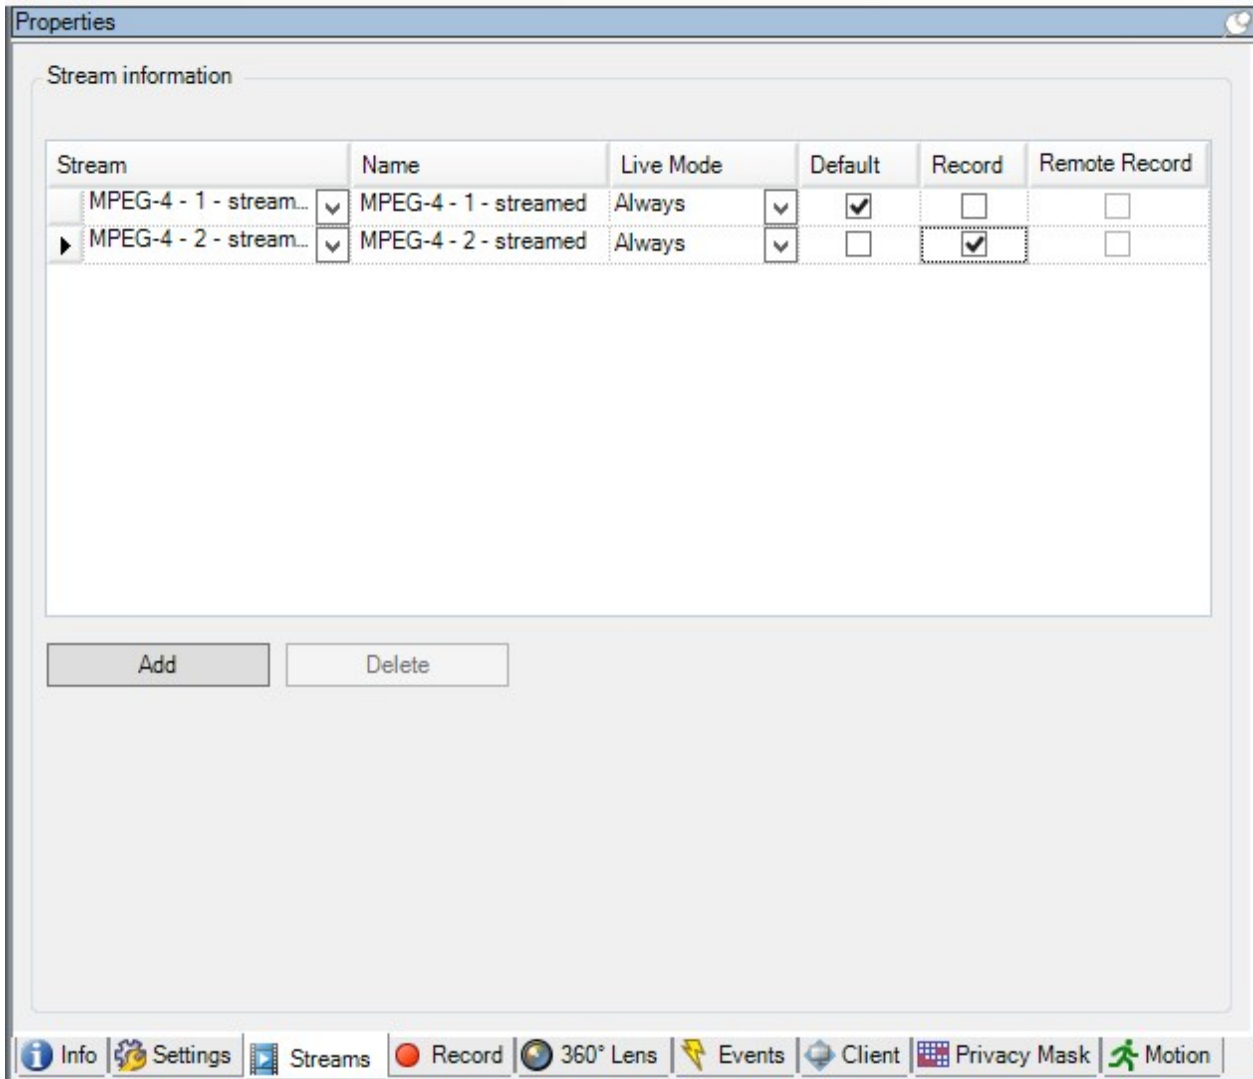 Properties
Stream information
Stream Name Live Mode Default Record Remote Record
MPEG-4 - 1 - stream... MPEG-4 - 1 - streamed Always
MPEG-4 - 2 - stream... MPEG-4 - 2 - streamed Always
Add Delete
Info Settings Streams Record 360° Lens Events Client Privacy Mask Motion